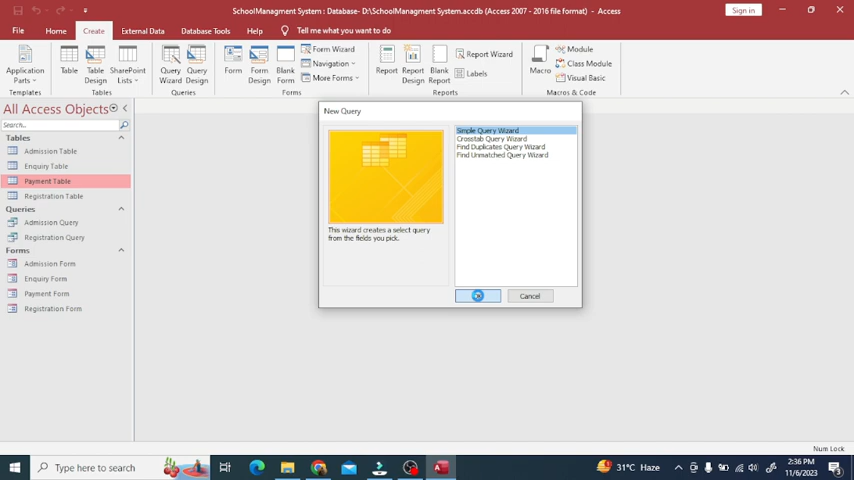 SchoolManagment System : Database- D:\SchoolManagment System.accdb (Access 2007 - 2016 file format) - Access
Sign in
File Home Create External Data Database Tools Help Tell me what you want to do
Application Parts
Templates
Table
Table Design
SharePoint Lists
Tables
Query Wizard
Query Design
Queries
Form
Form Design
Blank Form
Form Wizard
Navigation
More Forms
Forms
Report
Report Design
Blank Report
Report Wizard
Labels
Reports
Macro
Module
Class Module
Visual Basic
Macros & Code
All Access Objects
Search...
Tables
Admission Table
Enquiry Table
Payment Table
Registration Table
Queries
Admission Query
Registration Query
Forms
Admission Form
Enquiry Form
Payment Form
Registration Form
New Query
This wizard creates a select query
from the fields you pick.
Simple Query Wizard
Crosstab Query Wizard
Find Duplicates Query Wizard
Find Unmatched Query Wizard
Cancel
Num Lock
Type here to search
31°C Haze
2:36 PM
11/6/2023
3